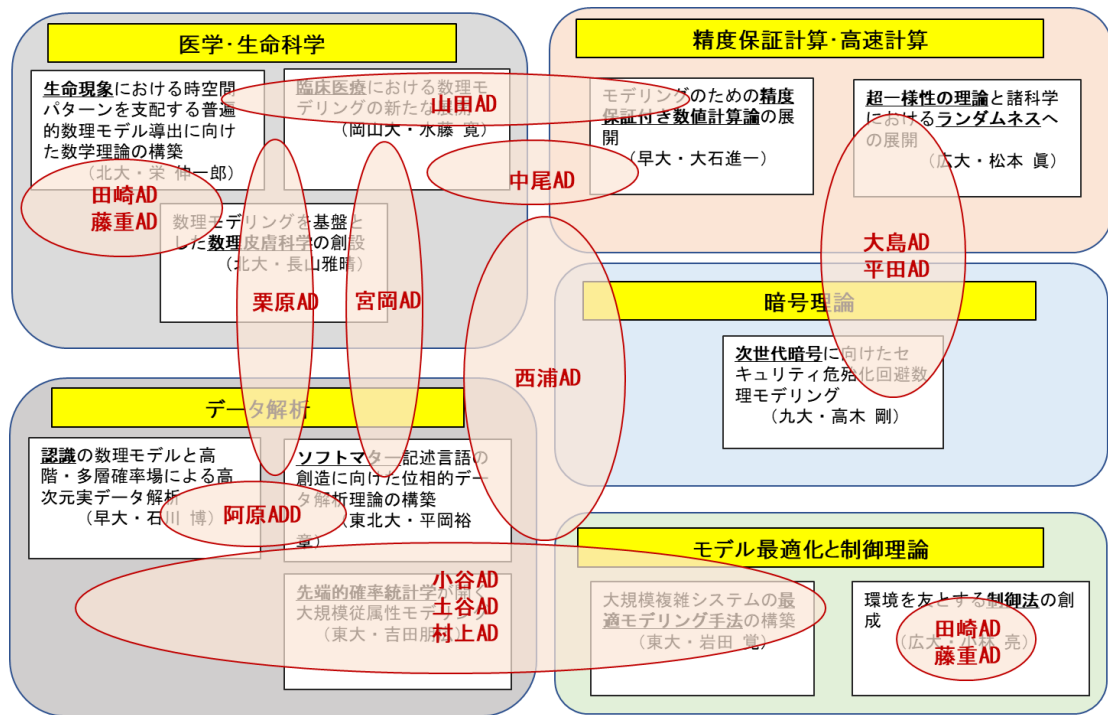 医学・生命科学
生命現象における時空間
パターンを支配する普遍
的数理モデル導出に向け
た数学理論の構築
（北大・栄 伸一郎）
臨床医療における数理モ
デリングの新たな展開
（岡山大・水藤 寛）
山田AD
田崎AD
藤重AD
数理モデリングを基盤と
した数理皮膚科学の創設
（北大・長山雅晴）
栗原AD
宮岡AD
中尾AD
西浦AD
精度保証計算・高速計算
モデリングのための精度
保証付き数値計算論の展
開
（早大・大石進一）
超一様性の理論と諸科学
におけるランダムネスへ
の展開
（広大・松本 眞）
大島AD
平田AD
暗号理論
次世代暗号に向けたセ
キュリティ危殆化回避数
理モデリング
（九大・高木 剛）
データ解析
認識の数理モデルと高
階・多層確率場による高
次元実データ解析
（早大・石川 博）
ソフトマター記述言語の
創造に向けた位相的デー
タ解析理論の構築
（東北大・平岡裕
章）
阿原ADD
先端的確率統計学が開く
大規模従属性モデリング
（東大・吉田朋広）
小谷AD
土谷AD
村上AD
モデル最適化と制御理論
大規模複雑システムの最
適モデリング手法の構築
（東大・岩田 覚）
環境を友とする制御法の創
成
（広大・小林 亮）
田崎AD
藤重AD